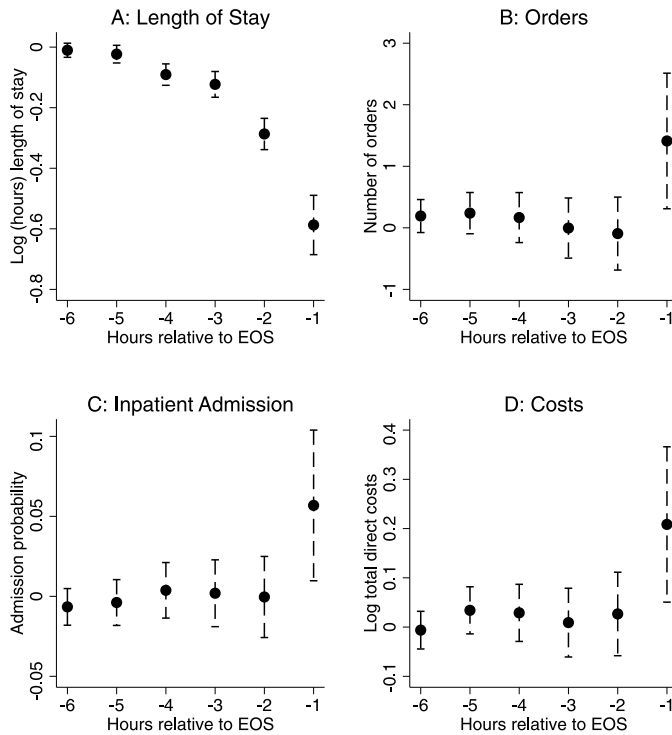 A: Length of Stay
Log (hours) length of stay
0
-0.2
-0.4
-0.6
-0.8
-6 -5 -4 -3 -2 -1
Hours relative to EOS
B: Orders
Number of orders
3
2
1
0
-1
-6 -5 -4 -3 -2 -1
Hours relative to EOS
C: Inpatient Admission
Admission probability
0.1
0.05
0
-0.05
-6 -5 -4 -3 -2 -1
Hours relative to EOS
D: Costs
Log total direct costs
0.4
0.3
0.2
0.1
0
-0.1
-6 -5 -4 -3 -2 -1
Hours relative to EOS